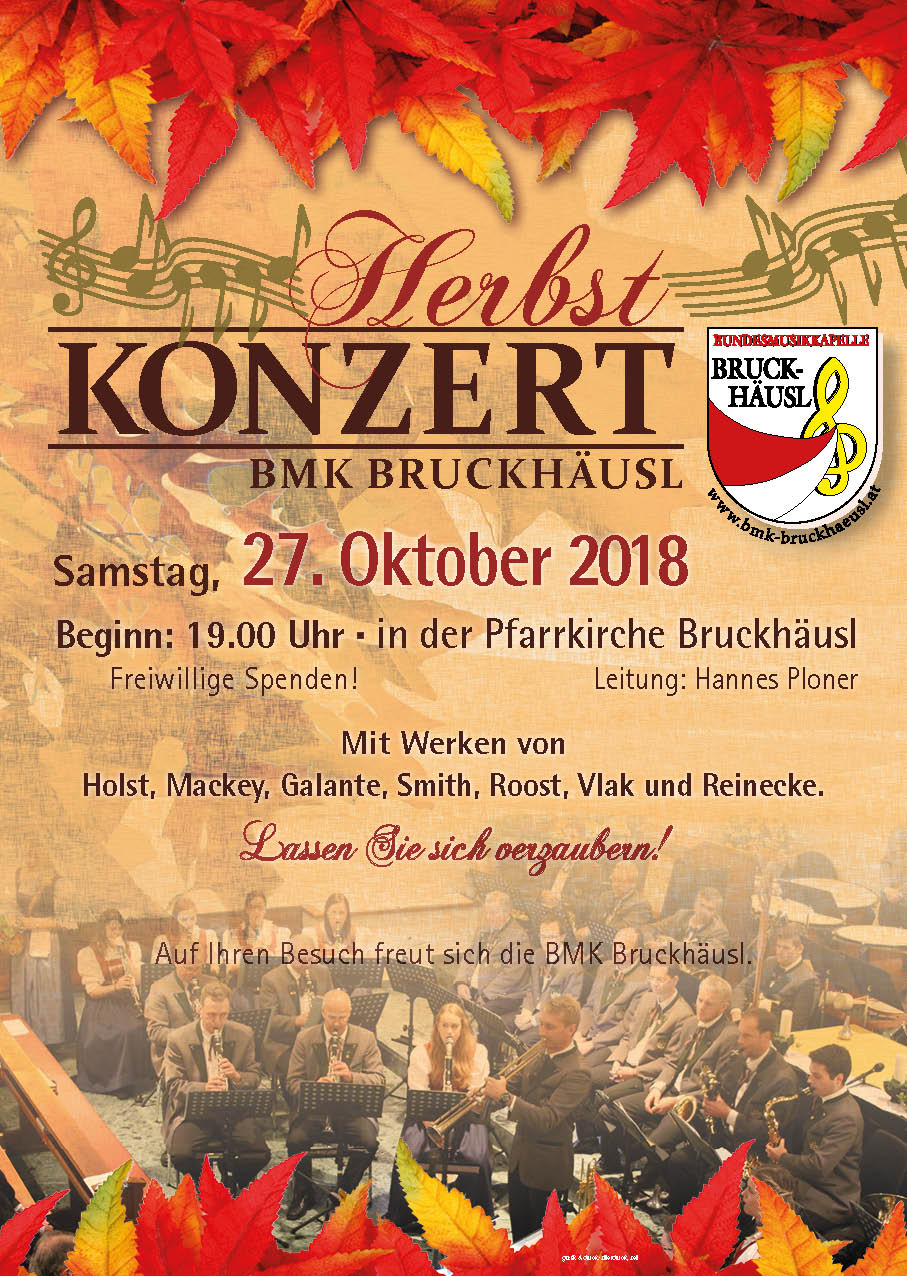 Herbst
KONZERT
BMK BRUCKHÄUSL
BUNDESMUSIKKAPELLE
BRUCK-
HÄUSL
www.bmk-bruckhaeusl.at
Samstag, 27. Oktober 2018
Beginn: 19.00 Uhr ▪ in der Pfarrkirche Bruckhäusl
Freiwillige Spenden! Leitung: Hannes Ploner
Mit Werken von
Holst, Mackey, Galante, Smith, Roost, Vlak und Reinecke.
Lassen Sie sich verzaubern!
Auf Ihren Besuch freut sich die BMK Bruckhäusl.